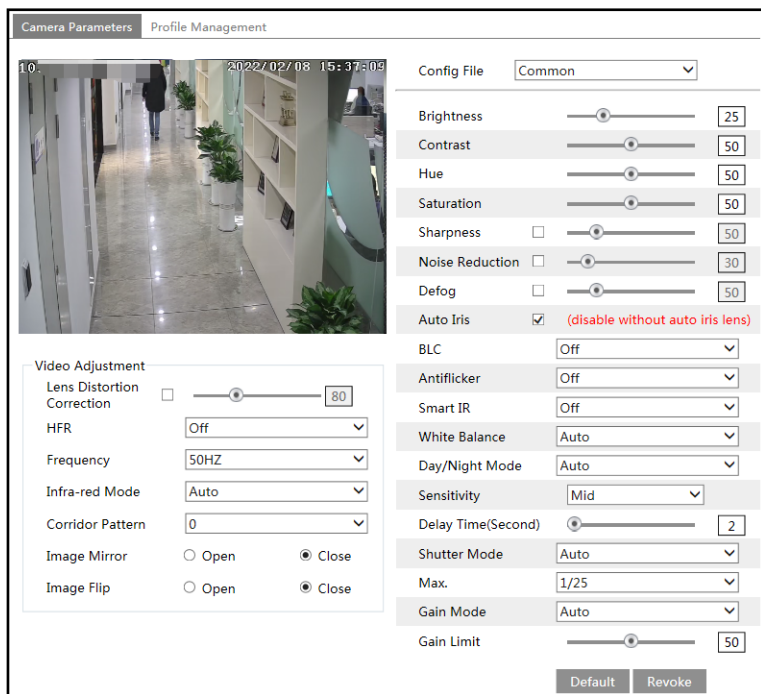 Camera Parameters Profile Management
10. 2022/02/08 15:37:09
Config File Common
Brightness 25
Contrast 50
Hue 50
Saturation 50
Sharpness 50
Noise Reduction 30
Defog 50
Auto Iris (disable without auto iris lens)
BLC Off
Antiflicker Off
Smart IR Off
White Balance Auto
Day/Night Mode Auto
Sensitivity Mid
Delay Time(Second) 2
Shutter Mode Auto
Max. 1/25
Gain Mode Auto
Gain Limit 50
Default Revoke
Video Adjustment
Lens Distortion
Correction 80
HFR Off
Frequency 50HZ
Infra-red Mode Auto
Corridor Pattern 0
Image Mirror Open Close
Image Flip Open Close